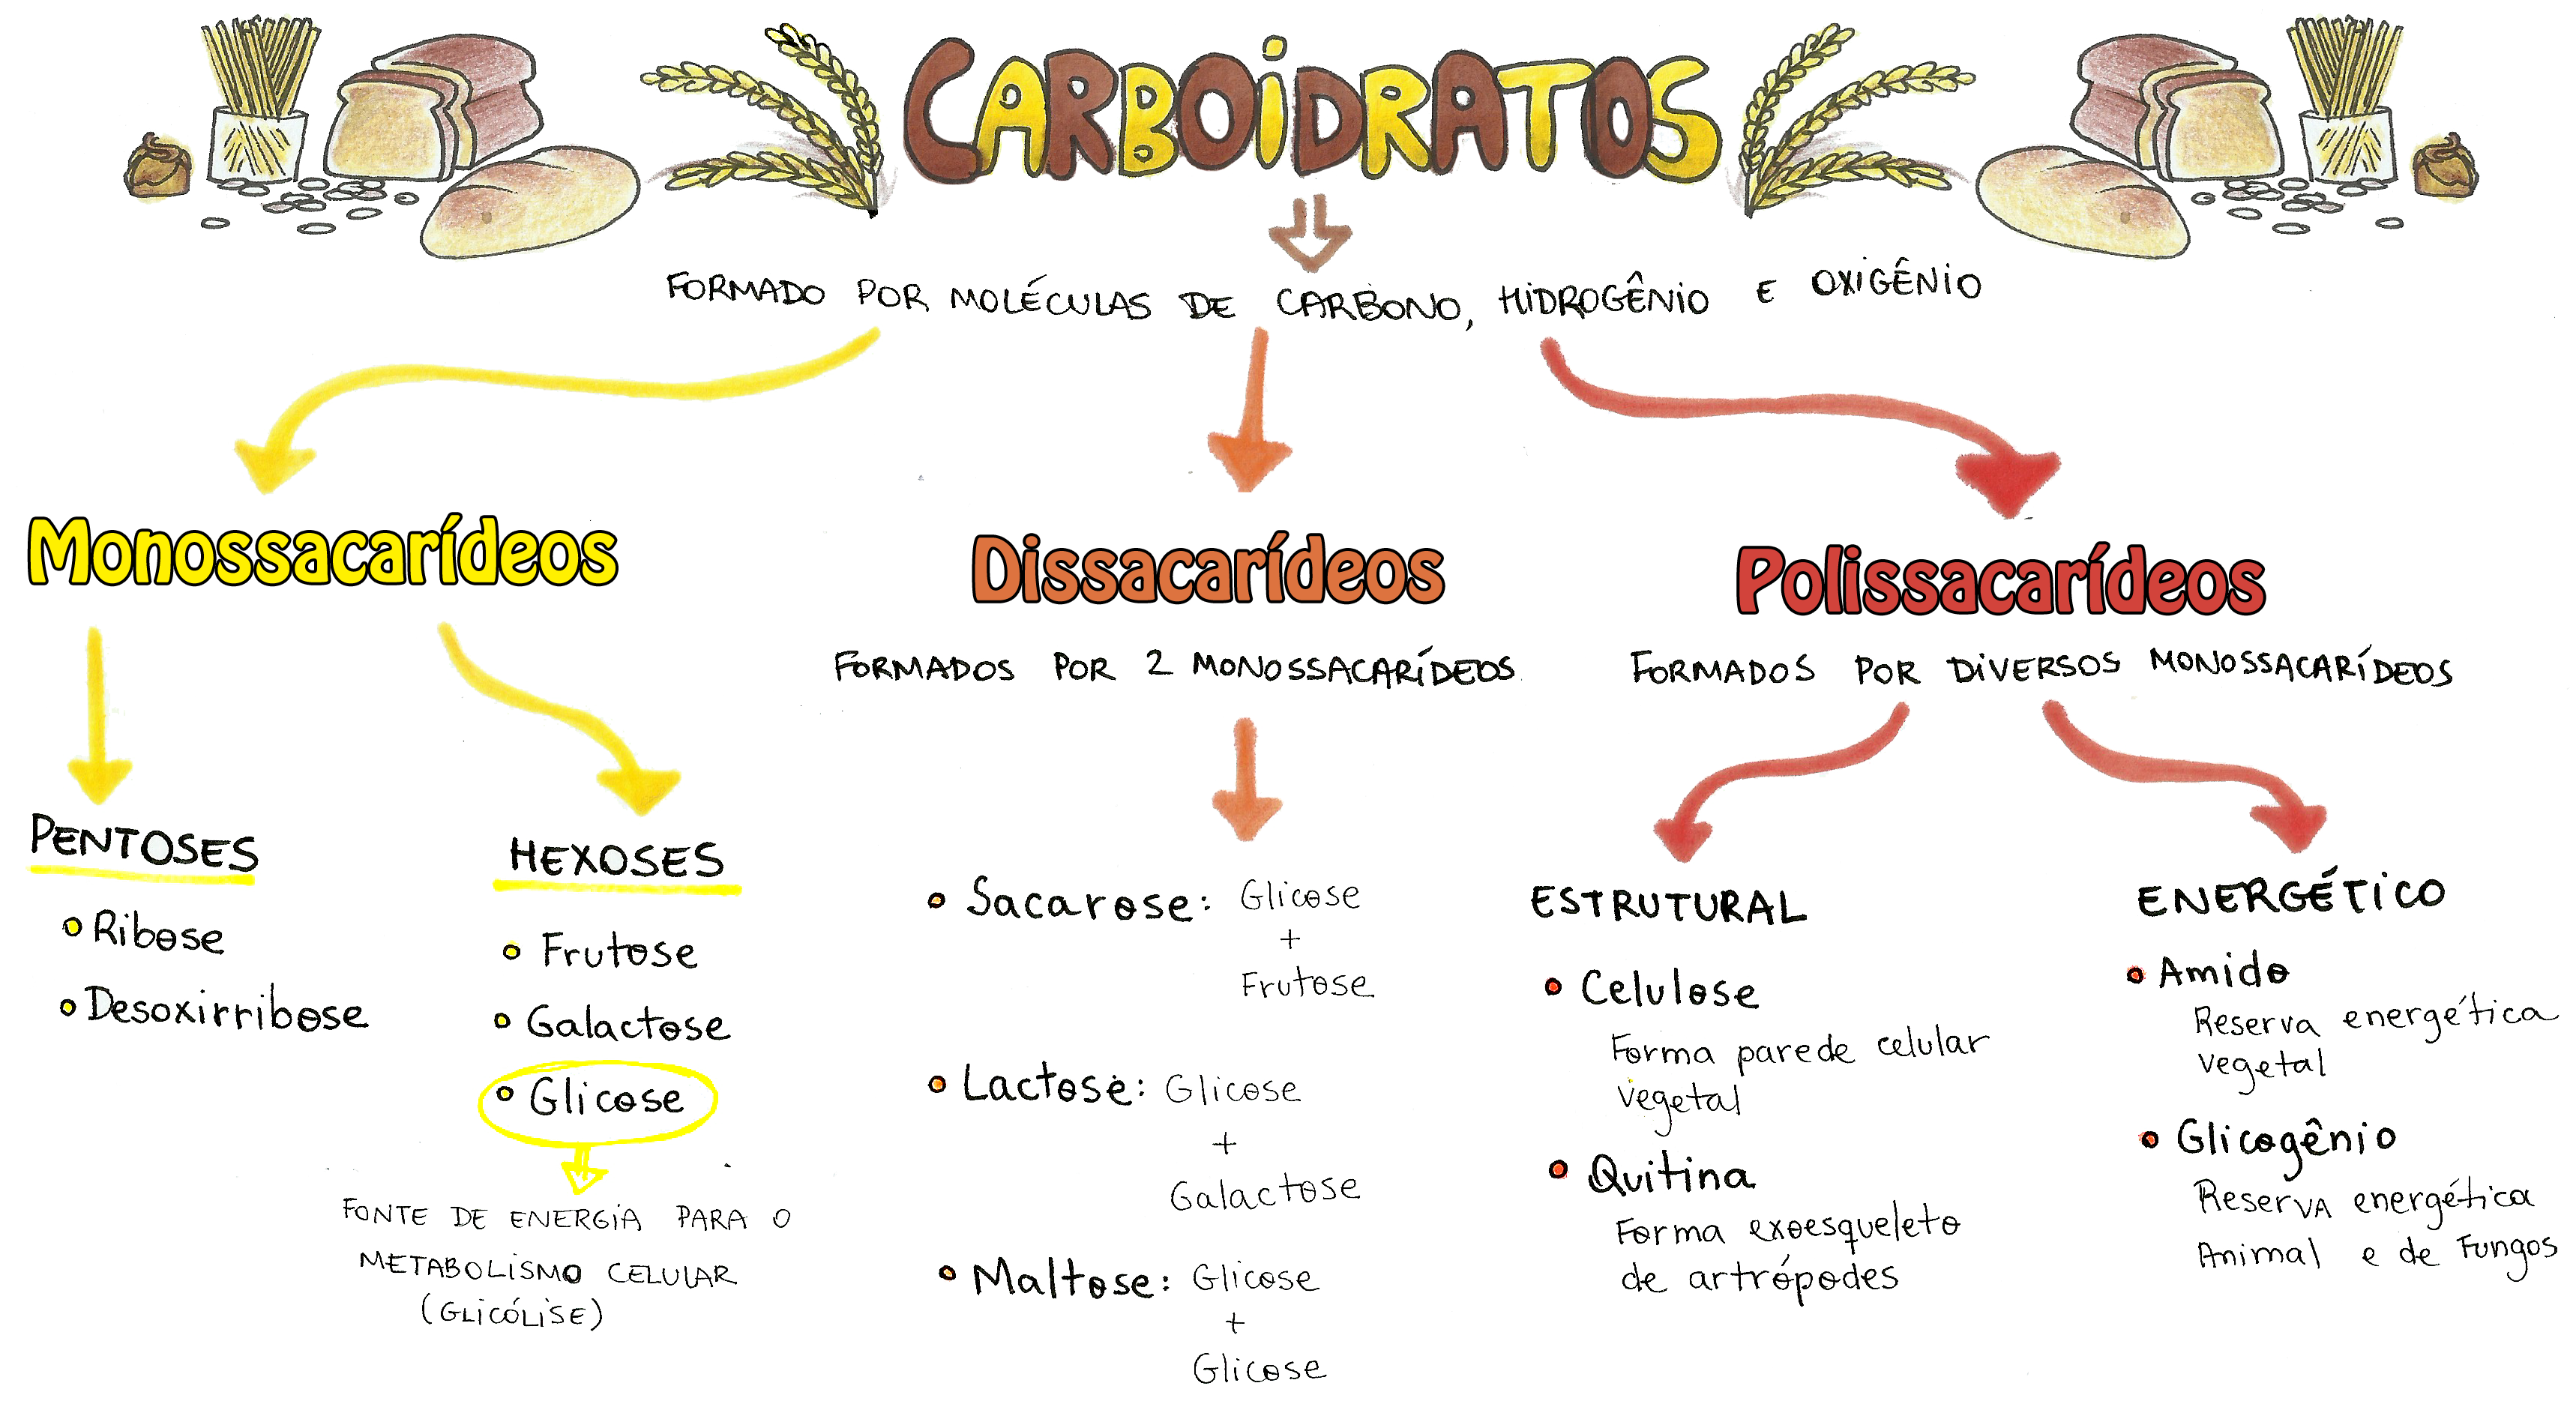 CARBOIDRATOS
FORMADO POR MOLÉCULAS DE CARBONO, HIDROGÊNIO E OXIGÊNIO
Monossacarídeos
PENTOSES
Ribose
Desoxirribose
HEXOSES
Frutose
Galactose
Glicose
FONTE DE ENERGIA PARA O
METABOLISMO CELULAR
(GLICÓLISE)
Dissacarídeos
FORMADOS POR 2 MONOSSACARÍDEOS
Sacarose: Glicose
+
Frutose
Lactose: Glicose
+
Galactose
Maltose: Glicose
+
Glicose
Polissacarídeos
FORMADOS POR DIVERSOS MONOSSACARÍDEOS
ESTRUTURAL
Celulose
Forma parede celular
vegetal
Quitina
Forma exoesqueleto
de artrópodes
ENERGÉTICO
Amido
Reserva energética
vegetal
Glicogênio
Reserva energética
Animal e de Fungos